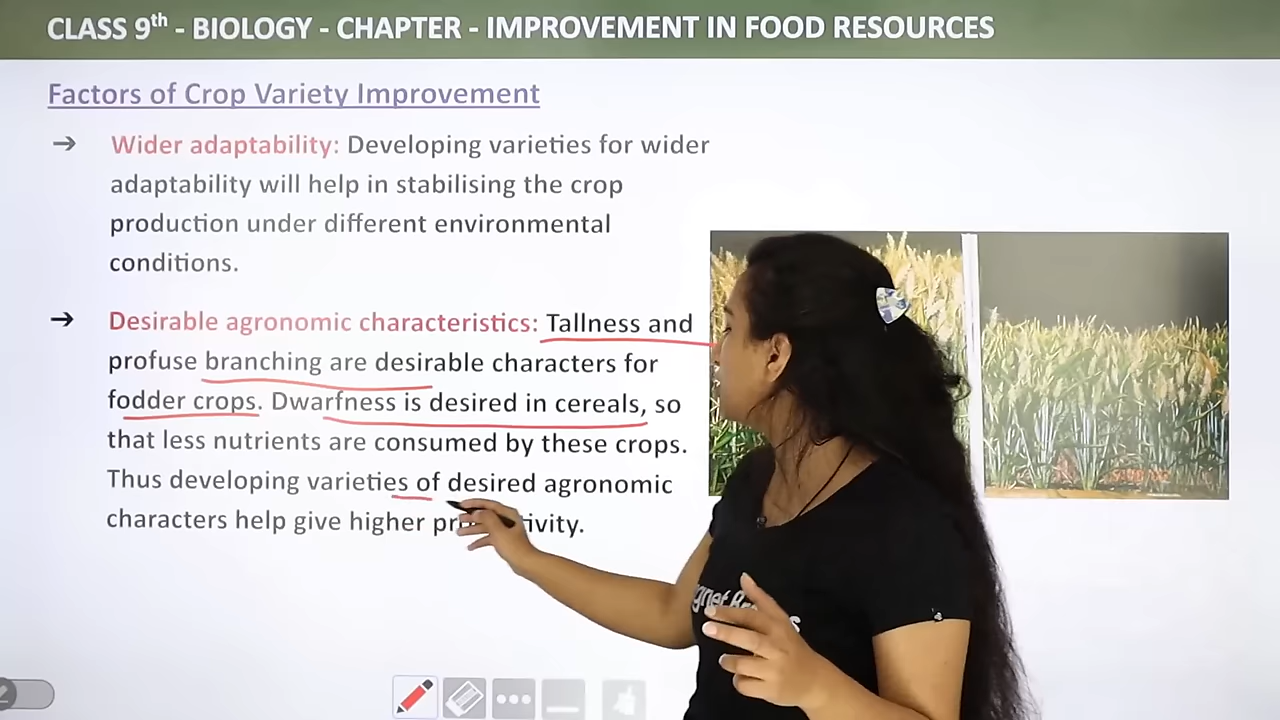 CLASS 9th - BIOLOGY - CHAPTER - IMPROVEMENT IN FOOD RESOURCES
Factors of Crop Variety Improvement
→ Wider adaptability: Developing varieties for wider
adaptability will help in stabilising the crop
production under different environmental
conditions.
→ Desirable agronomic characteristics: Tallness and
profuse branching are desirable characters for
fodder crops. Dwarfness is desired in cereals, so
that less nutrients are consumed by these crops.
Thus developing varieties of desired agronomic
characters help give higher